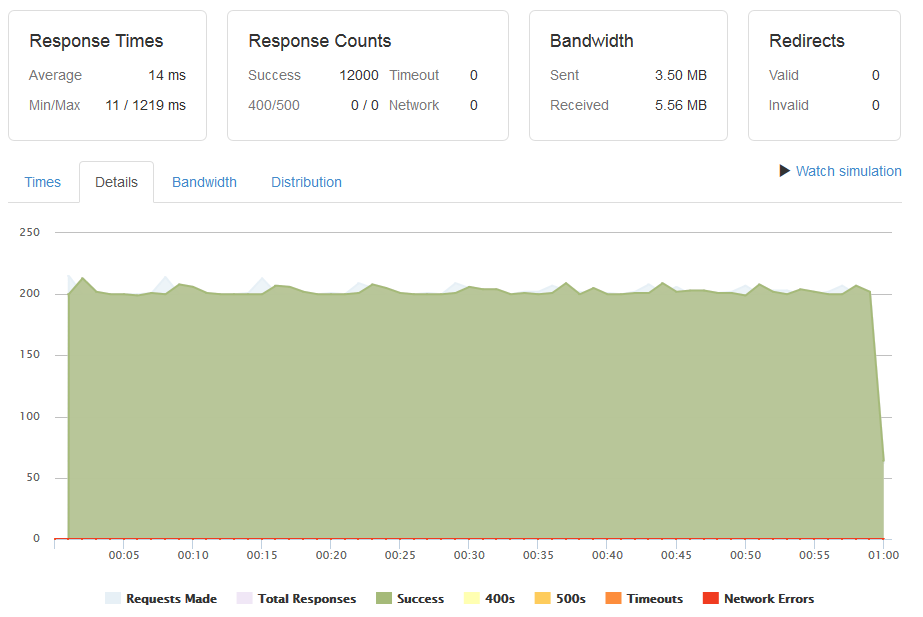 Response Times
Average 14 ms
Min/Max 11 / 1219 ms
Response Counts
Success 12000 Timeout 0
400/500 0 / 0 Network 0
Bandwidth
Sent 3.50 MB
Received 5.56 MB
Redirects
Valid 0
Invalid 0
Times Details Bandwidth Distribution
Watch simulation
250
200
150
100
50
0
00:05 00:10 00:15 00:20 00:25 00:30 00:35 00:40 00:45 00:50 00:55 01:00
Requests Made Total Responses Success 400s 500s Timeouts Network Errors